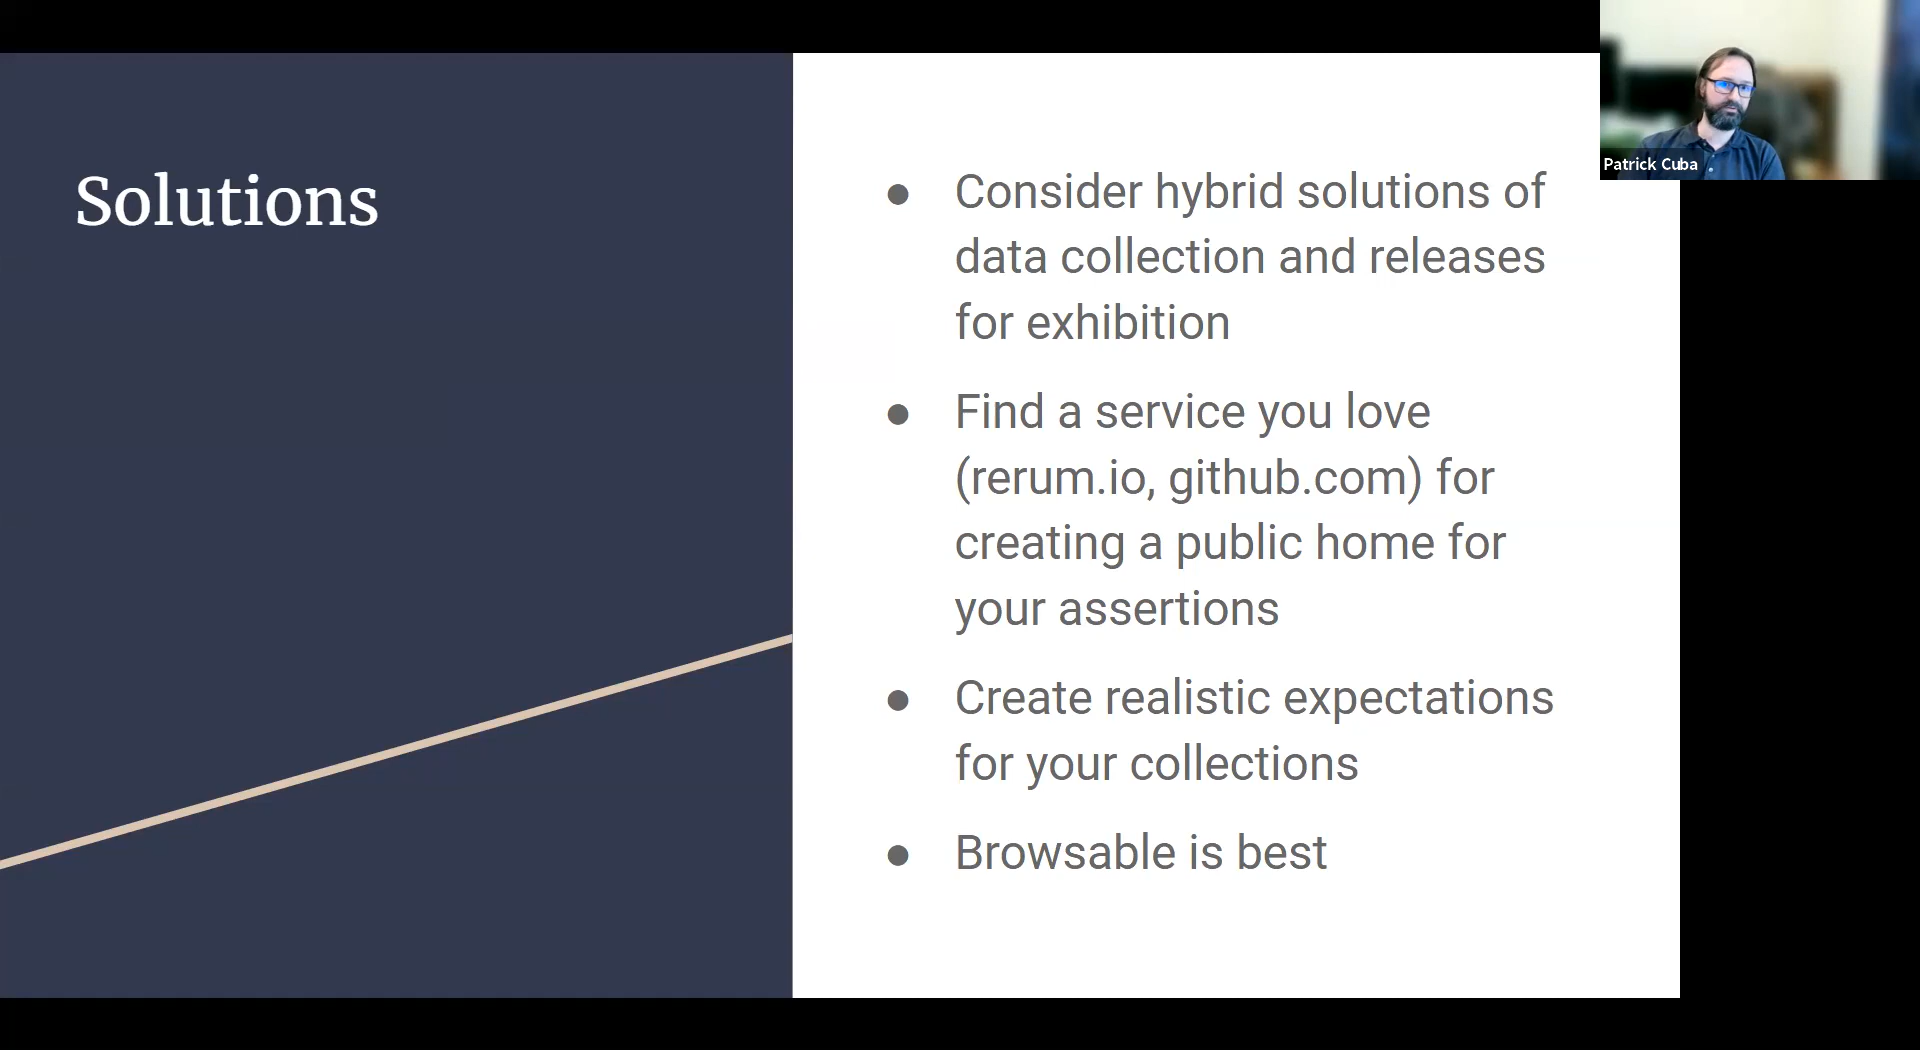 Solutions
● Consider hybrid solutions of
data collection and releases
for exhibition
● Find a service you love
(rerum.io, github.com) for
creating a public home for
your assertions
● Create realistic expectations
for your collections
● Browsable is best
Patrick Cuba